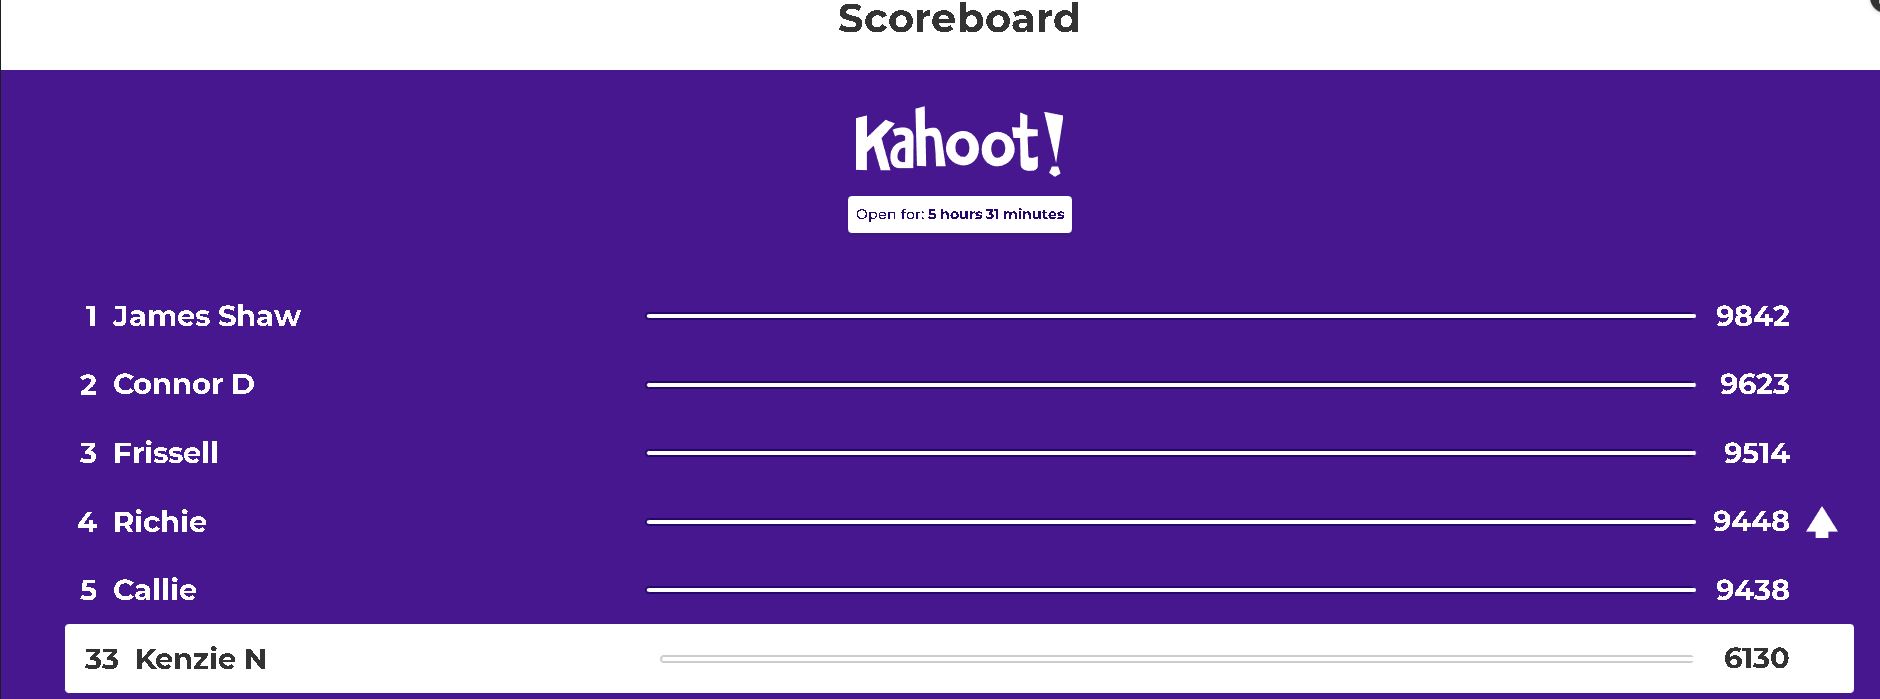 Scoreboard
Kahoot!
Open for: 5 hours 31 minutes
1 James Shaw 9842
2 Connor D 9623
3 Frissell 9514
4 Richie 9448
5 Callie 9438
33 Kenzie N 6130